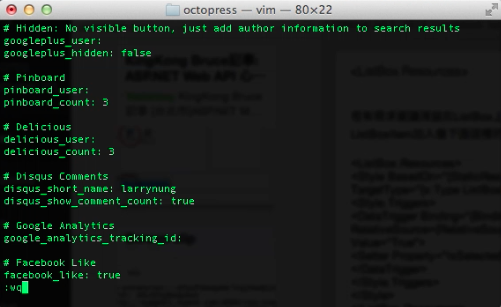 octopress — vim — 80×22
# Hidden: No visible button, just add author information to search results
googleplus_user:
googleplus_hidden: false
# Pinboard
pinboard_user:
pinboard_count: 3
# Delicious
delicious_user:
delicious_count: 3
# Disqus Comments
disqus_short_name: larrynung
disqus_show_comment_count: true
# Google Analytics
google_analytics_tracking_id:
# Facebook Like
facebook_like: true
:wq